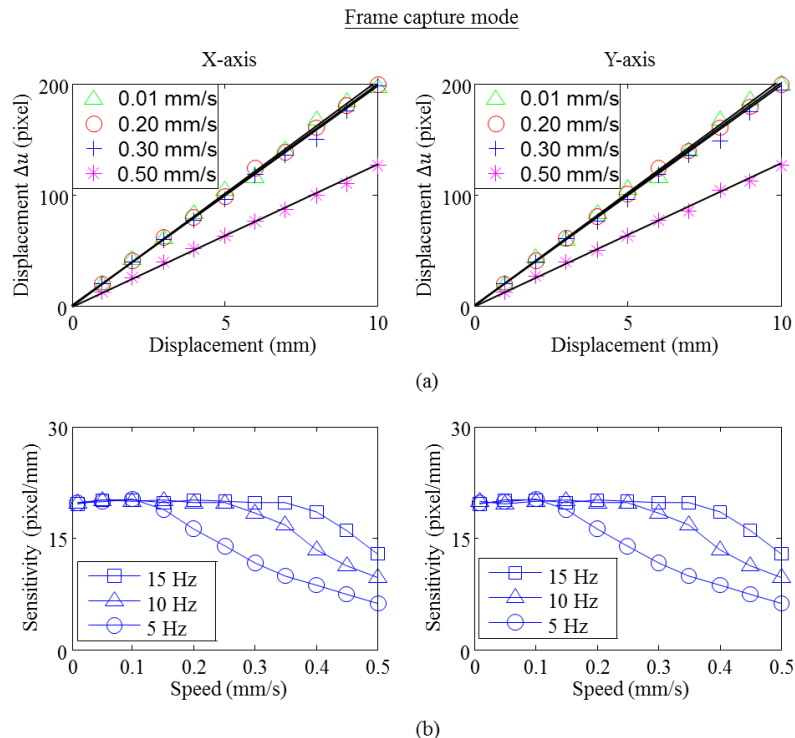 Frame capture mode
X-axis
Displacement Δu (pixel)
200
100
0
0.01 mm/s
0.20 mm/s
0.30 mm/s
0.50 mm/s
0 5 10
Displacement (mm)
Y-axis
Displacement Δu (pixel)
200
100
0
0.01 mm/s
0.20 mm/s
0.30 mm/s
0.50 mm/s
0 5 10
Displacement (mm)
(a)
Sensitivity (pixel/mm)
30
15
0
15 Hz
10 Hz
5 Hz
0 0.1 0.2 0.3 0.4 0.5
Speed (mm/s)
Sensitivity (pixel/mm)
30
15
0
15 Hz
10 Hz
5 Hz
0 0.1 0.2 0.3 0.4 0.5
Speed (mm/s)
(b)